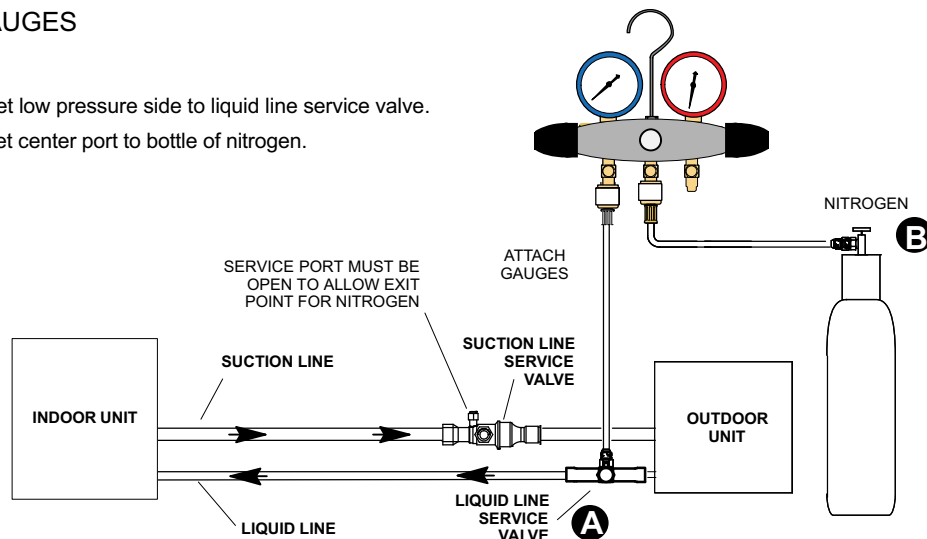 et low pressure side to liquid line service valve.
et center port to bottle of nitrogen.
NITROGEN
B
ATTACH
GAUGES
SERVICE PORT MUST BE
OPEN TO ALLOW EXIT
POINT FOR NITROGEN
SUCTION LINE
SERVICE
VALVE
SUCTION LINE
INDOOR UNIT
OUTDOOR
UNIT
LIQUID LINE
LIQUID LINE
SERVICE
VALVE
A